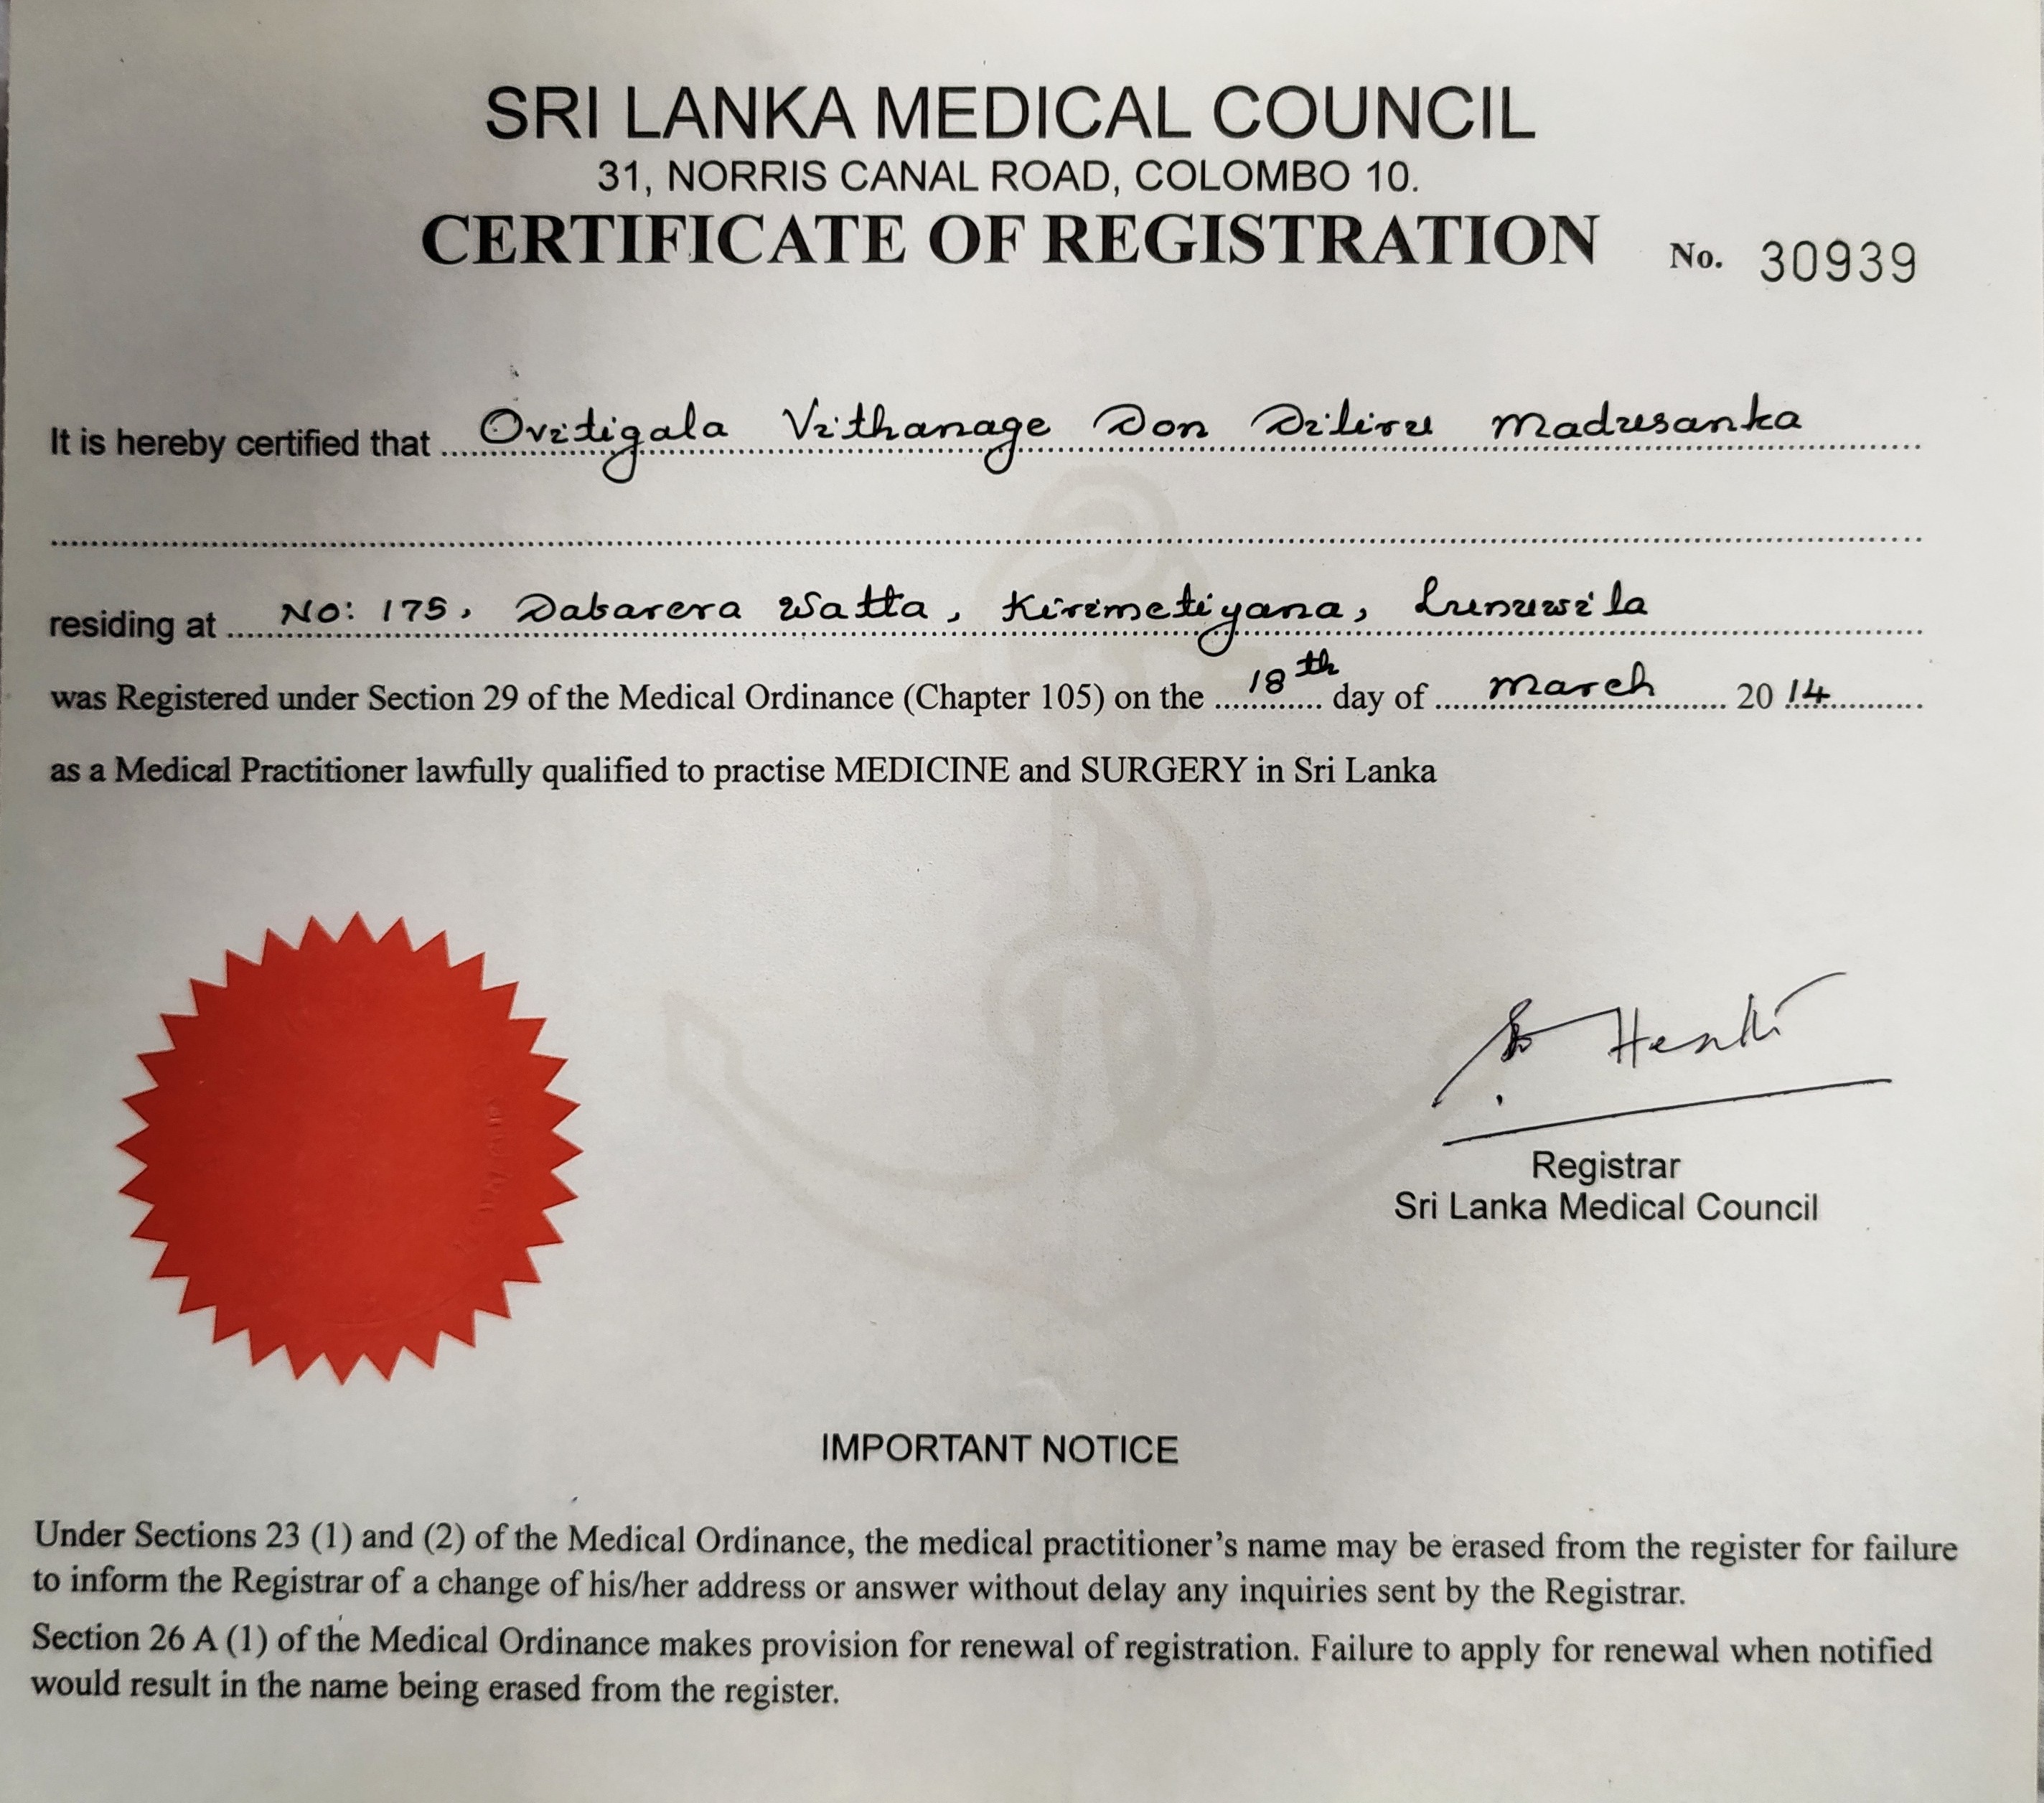 SRI LANKA MEDICAL COUNCIL
31, NORRIS CANAL ROAD, COLOMBO 10.
CERTIFICATE OF REGISTRATION No. 30939
It is hereby certified that Ovitigala Vithanage Don Diliru Madusanka
residing at No: 175, Dabarera Watta, Kirimetiyana, Lunuwila
was Registered under Section 29 of the Medical Ordinance (Chapter 105) on the 18th day of March 2014
as a Medical Practitioner lawfully qualified to practise MEDICINE and SURGERY in Sri Lanka
Registrar
Sri Lanka Medical Council
IMPORTANT NOTICE
Under Sections 23 (1) and (2) of the Medical Ordinance, the medical practitioner's name may be erased from the register for failure
to inform the Registrar of a change of his/her address or answer without delay any inquiries sent by the Registrar.
Section 26 A (1) of the Medical Ordinance makes provision for renewal of registration. Failure to apply for renewal when notified
would result in the name being erased from the register.